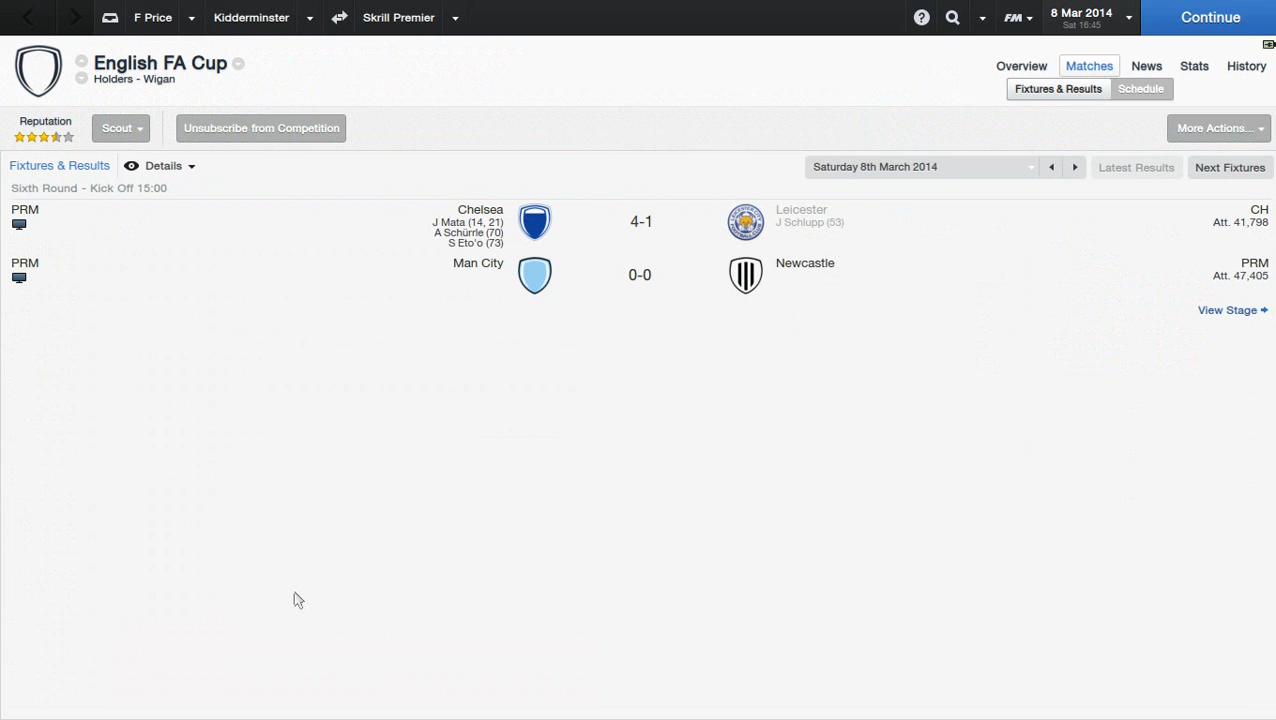 F Price
Kidderminster
Skrill Premier
?
FM
8 Mar 2014
Sat 16:45
Continue
English FA Cup
Holders - Wigan
Overview
Matches
News
Stats
History
Fixtures & Results
Schedule
Reputation
Scout
Unsubscribe from Competition
More Actions...
Fixtures & Results
Details
Saturday 8th March 2014
Latest Results
Next Fixtures
Sixth Round - Kick Off 15:00
PRM
Chelsea
J Mata (14, 21)
A Schürrle (70)
S Eto'o (73)
4-1
Leicester
J Schlupp (53)
CH
Att. 41,798
PRM
Man City
0-0
Newcastle
PRM
Att. 47,405
View Stage